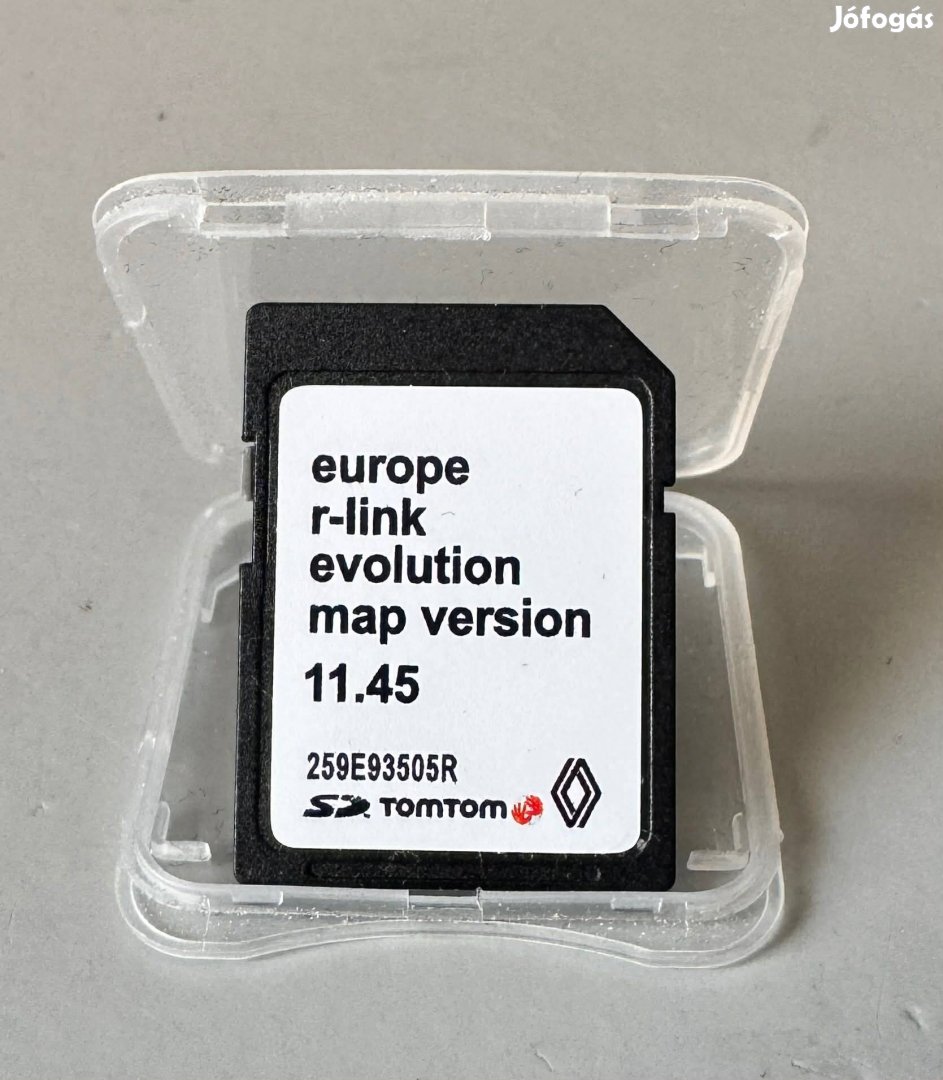 Jófogás
europe
r-link
evolution
map version
11.45
259E93505R
SD TOMTOM